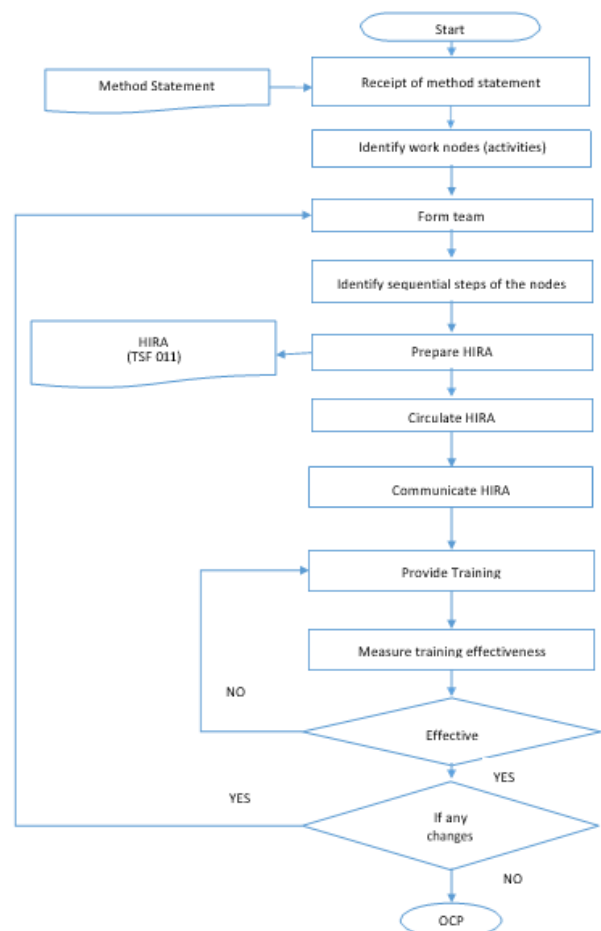 Start
Method Statement
Receipt of method statement
Identify work nodes (activities)
Form team
Identify sequential steps of the nodes
HIRA
(TSF 011)
Prepare HIRA
Circulate HIRA
Communicate HIRA
Provide Training
Measure training effectiveness
NO
Effective
YES
YES
If any
changes
NO
OCP